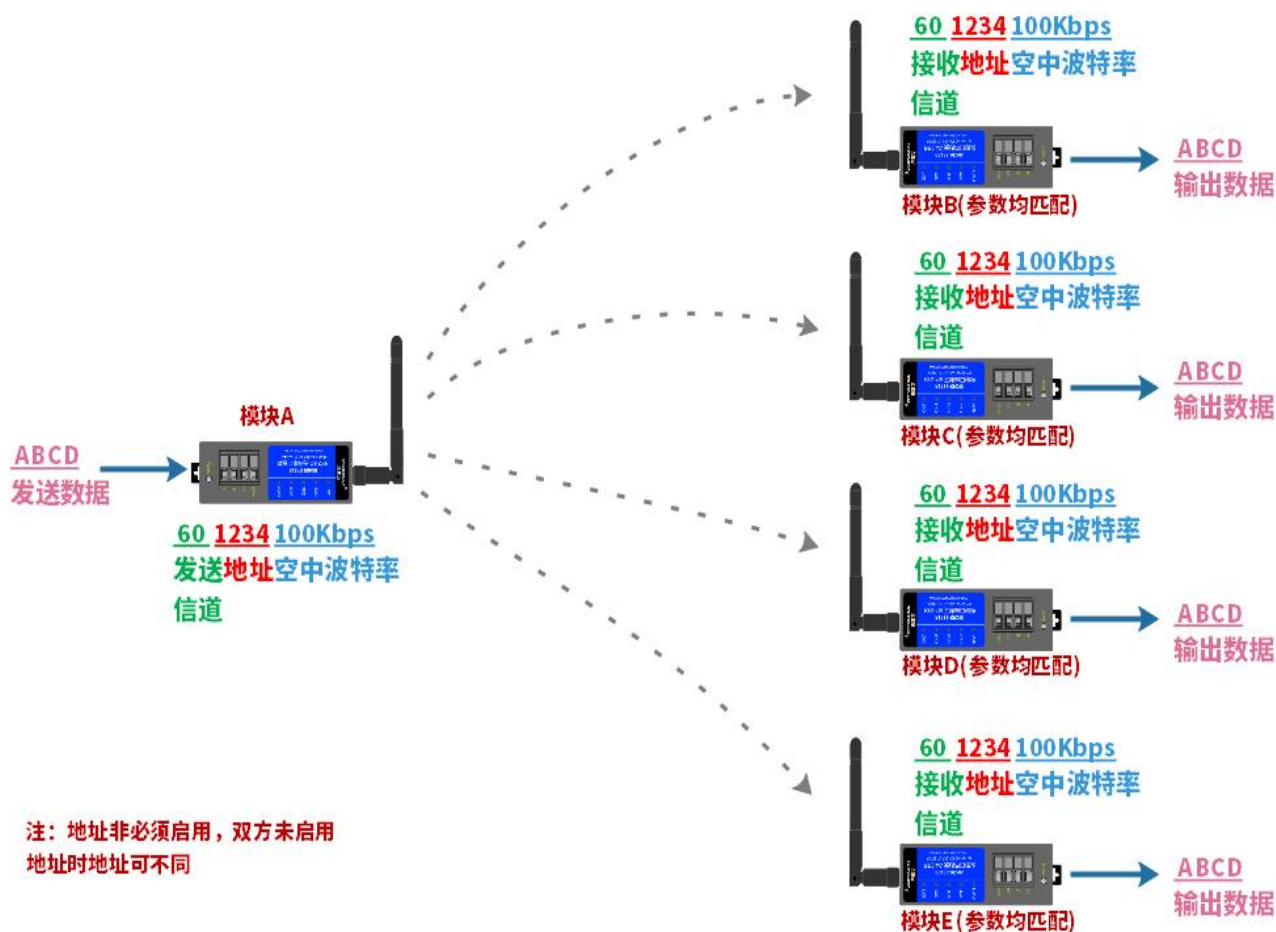 60 1234 100Kbps
接收地址空中波特率
信道
模块B(参数均匹配)
ABCD
输出数据
60 1234 100Kbps
接收地址空中波特率
信道
模块C(参数均匹配)
ABCD
输出数据
模块A
ABCD
发送数据
60 1234 100Kbps
发送地址空中波特率
信道
60 1234 100Kbps
接收地址空中波特率
信道
模块D(参数均匹配)
ABCD
输出数据
60 1234 100Kbps
接收地址空中波特率
信道
模块E(参数均匹配)
ABCD
输出数据
注：地址非必须启用，双方未启用
地址时地址可不同